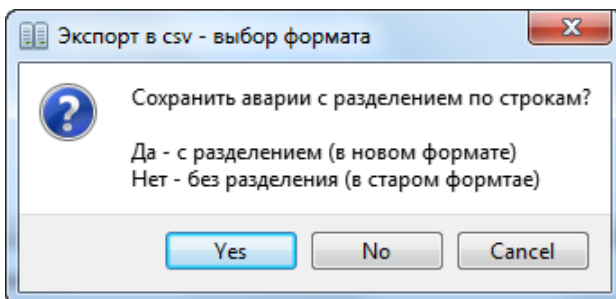 Экспорт в csv - выбор формата
Сохранить аварии с разделением по строкам?
Да - с разделением (в новом формате)
Нет - без разделения (в старом формтае)
Yes
No
Cancel